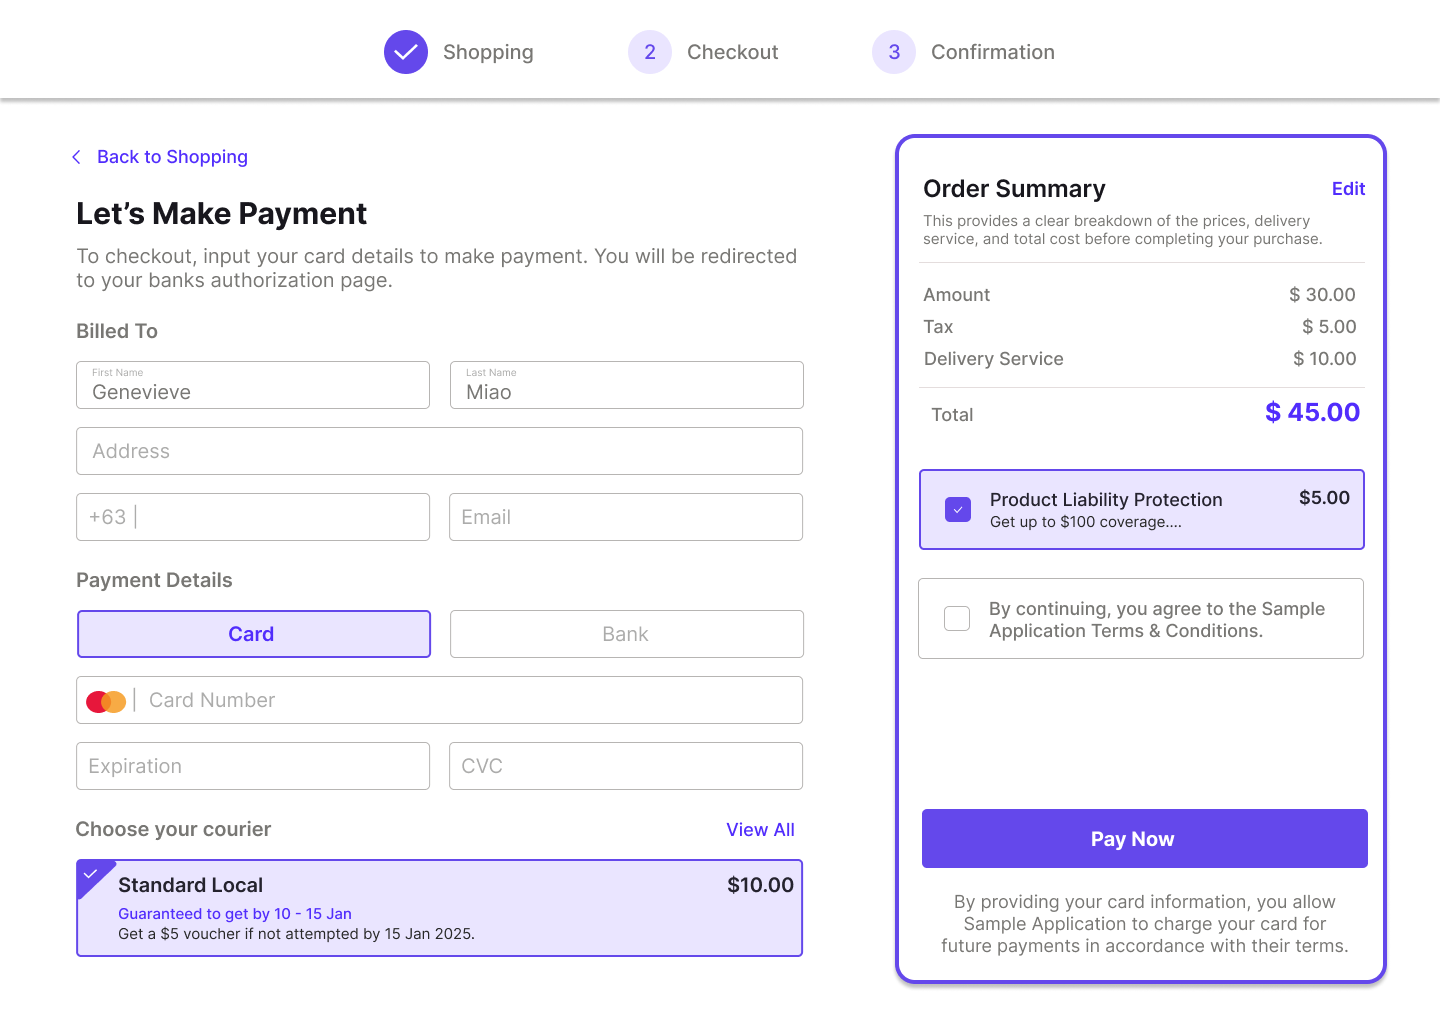 Shopping
2 Checkout
3 Confirmation
Back to Shopping
Let’s Make Payment
To checkout, input your card details to make payment. You will be redirected
to your banks authorization page.
Billed To
First Name
Genevieve
Last Name
Miao
Address
+63 |
Email
Payment Details
Card
Bank
Card Number
Expiration
CVC
Choose your courier
View All
Standard Local
$10.00
Guaranteed to get by 10 - 15 Jan
Get a $5 voucher if not attempted by 15 Jan 2025.
Order Summary
Edit
This provides a clear breakdown of the prices, delivery
service, and total cost before completing your purchase.
Amount $ 30.00
Tax $ 5.00
Delivery Service $ 10.00
Total $ 45.00
Product Liability Protection $5.00
Get up to $100 coverage....
By continuing, you agree to the Sample
Application Terms & Conditions.
Pay Now
By providing your card information, you allow
Sample Application to charge your card for
future payments in accordance with their terms.